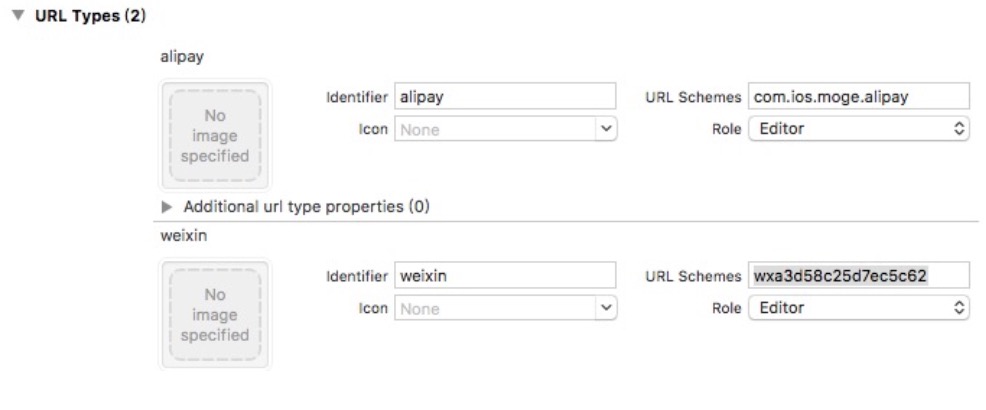 URL Types (2)
alipay
No
image
specified
Identifier alipay URL Schemes com.ios.moge.alipay
Icon None Role Editor
Additional url type properties (0)
weixin
No
image
specified
Identifier weixin URL Schemes wxa3d58c25d7ec5c62
Icon None Role Editor